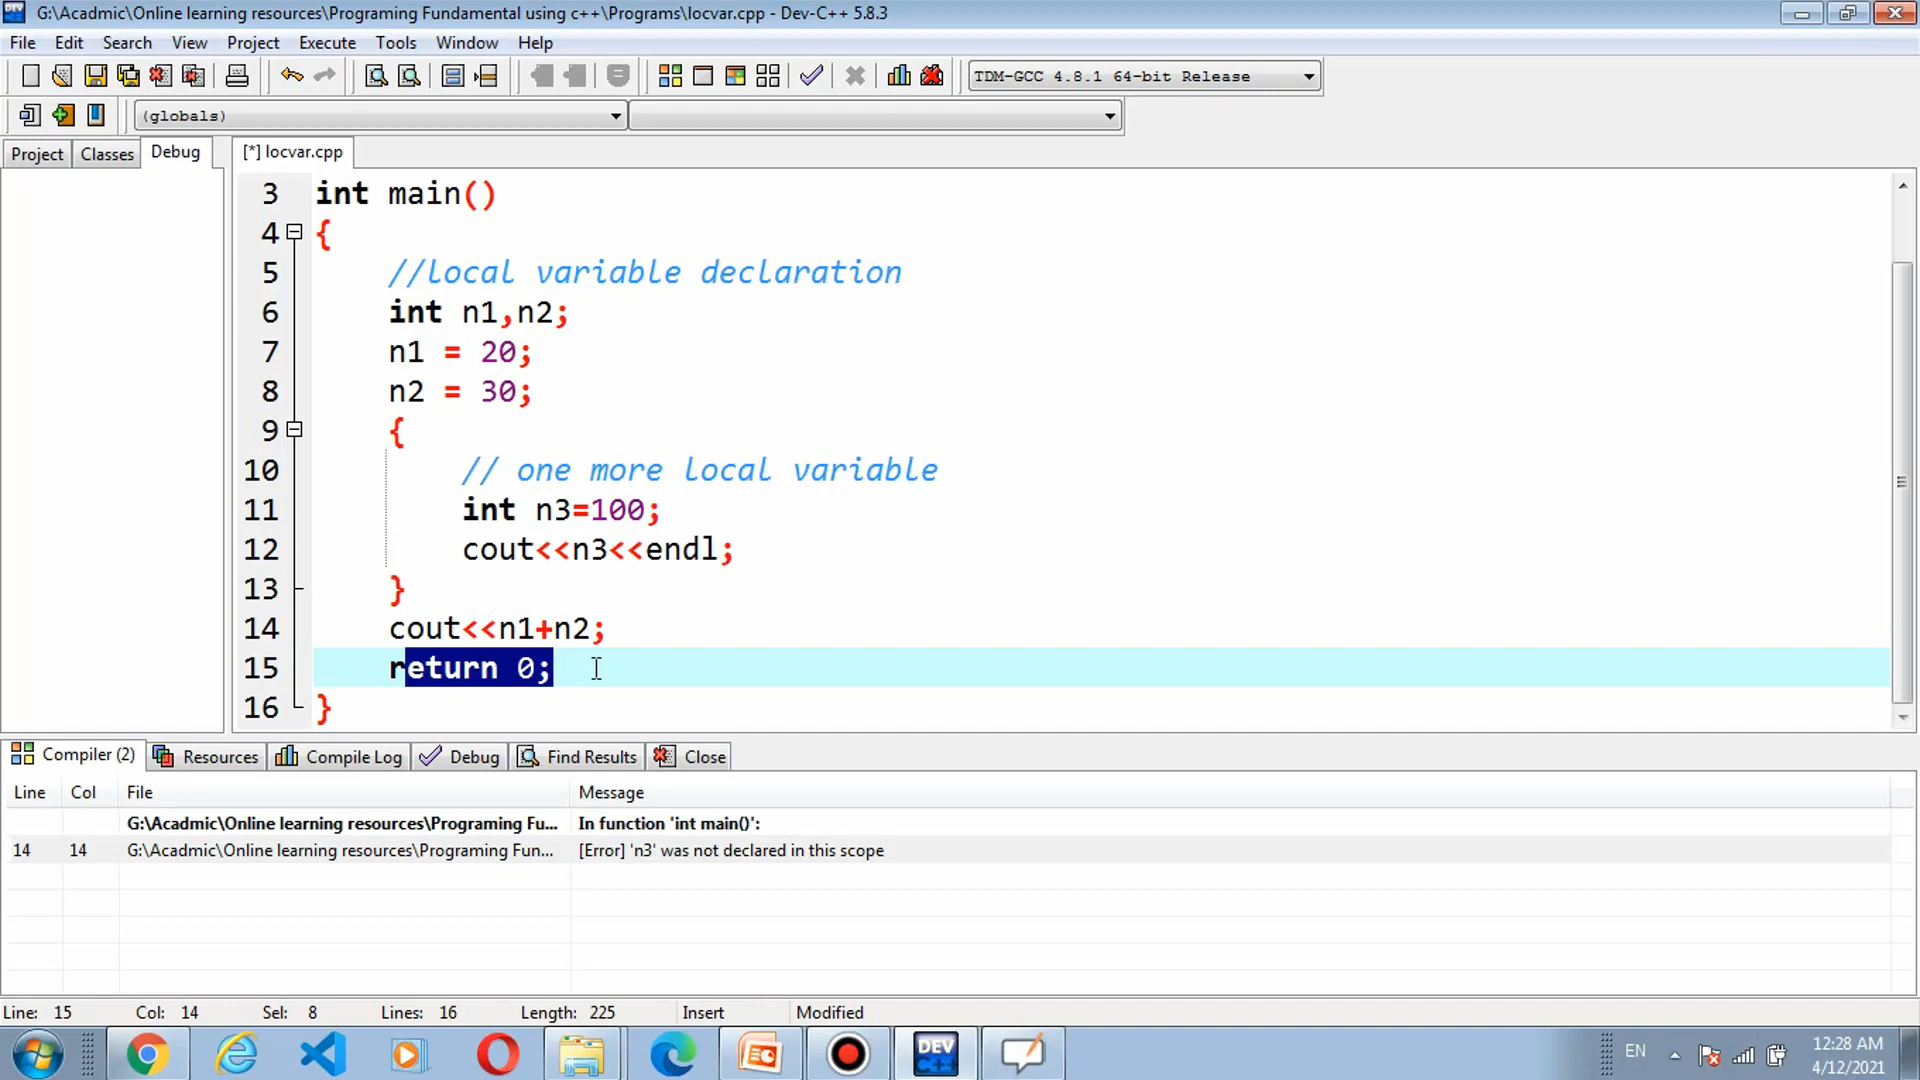 G:\Acadmic\Online learning resources\Programing Fundamental using c++\Programs\locvar.cpp - Dev-C++ 5.8.3
File Edit Search View Project Execute Tools Window Help
TDM-GCC 4.8.1 64-bit Release
(globals)
Project Classes Debug [*] locvar.cpp
3 int main()
4 {
5 //local variable declaration
6 int n1,n2;
7 n1 = 20;
8 n2 = 30;
9 {
10 // one more local variable
11 int n3=100;
12 cout<<n3<<endl;
13 }
14 cout<<n1+n2;
15 return 0;
16 }
Compiler (2) Resources Compile Log Debug Find Results Close
Line Col File Message
G:\Acadmic\Online learning resources\Programing Fu... In function 'int main()':
14 14 G:\Acadmic\Online learning resources\Programing Fun... [Error] 'n3' was not declared in this scope
Line: 15 Col: 14 Sel: 8 Lines: 16 Length: 225 Insert Modified
DEV C++
EN
12:28 AM
4/12/2021